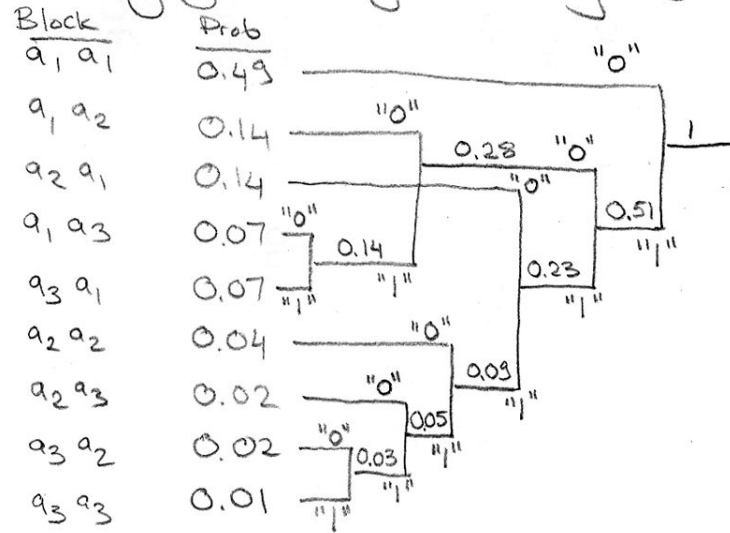 Block Prob
a₁ a₁ 0.49 "0"
a₁ a₂ 0.14 "0" 0.28 "0" 1
a₂ a₁ 0.14 "0"
a₁ a₃ 0.07 "0" 0.14 "1" 0.51 "1"
a₃ a₁ 0.07 "1" 0.23 "1"
a₂ a₂ 0.04 "0"
a₂ a₃ 0.02 "0" 0.05 "1" 0.09 "1"
a₃ a₂ 0.02 "0" 0.03 "1"
a₃ a₃ 0.01 "1"